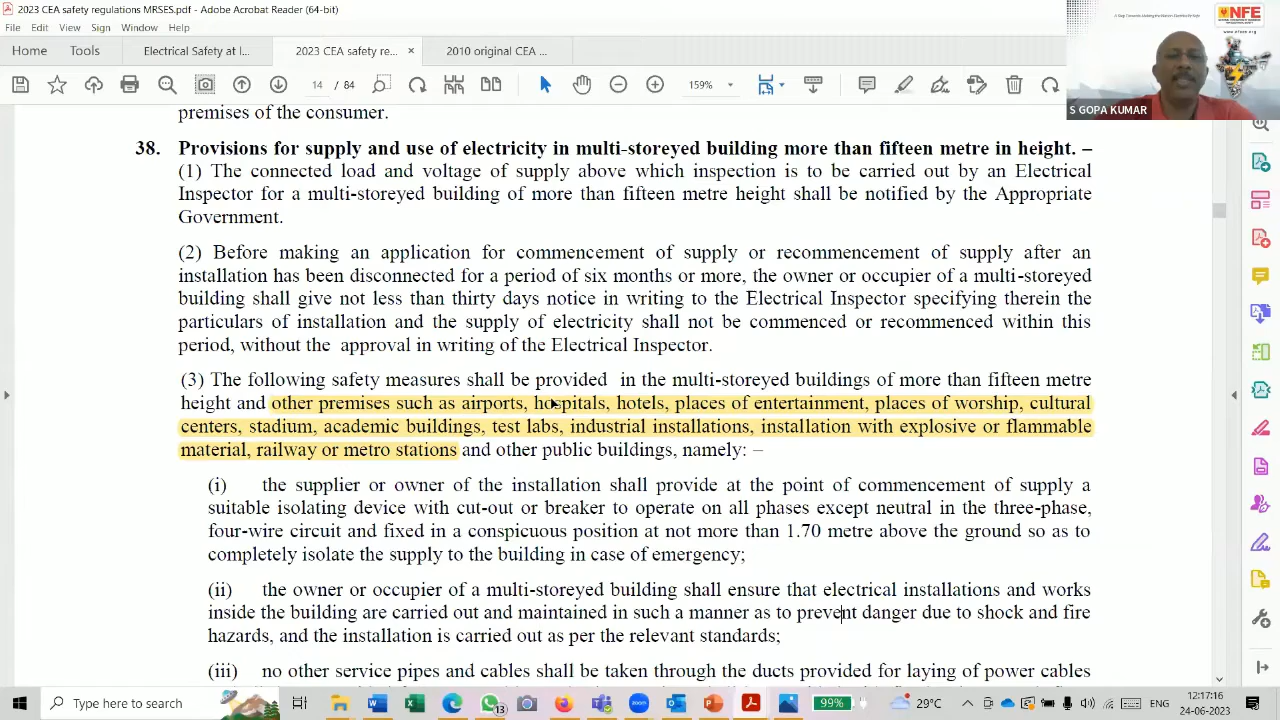 2023 CEA safety regulations MRSES.pdf - Adobe Acrobat Reader (64-bit)
File Edit View Sign Window Help
Home Tools Electrical safety at I... 2023 CEA safety re... × 2010 original.pdf
14 / 84 159%
A Step Towards Making the Nation Electrically Safe
NFE
www.nfees.org
S GOPA KUMAR
premises of the consumer.
38. Provisions for supply and use of electricity in multi-storeyed building more than fifteen metre in height. –
(1) The connected load and voltage of supply above which inspection is to be carried out by an Electrical
Inspector for a multi-storeyed building of more than fifteen metre height shall be notified by the Appropriate
Government.
(2) Before making an application for commencement of supply or recommencement of supply after an
installation has been disconnected for a period of six months or more, the owner or occupier of a multi-storeyed
building shall give not less than thirty days notice in writing to the Electrical Inspector specifying therein the
particulars of installation and the supply of electricity shall not be commenced or recommenced within this
period, without the approval in writing of the Electrical Inspector.
(3) The following safety measures shall be provided in the multi-storeyed buildings of more than fifteen metre
height and other premises such as airports, hospitals, hotels, places of entertainment, places of worship, cultural
centers, stadium, academic buildings, test labs, industrial installations, installation with explosive or flammable
material, railway or metro stations and other public buildings, namely; –
(i) the supplier or owner of the installation shall provide at the point of commencement of supply a
suitable isolating device with cut-out or breaker to operate on all phases except neutral in the three-phase,
four-wire circuit and fixed in a conspicuous position at not more than 1.70 metre above the ground so as to
completely isolate the supply to the building in case of emergency;
(ii) the owner or occupier of a multi-storeyed building shall ensure that electrical installations and works
inside the building are carried out and maintained in such a manner as to prevent danger due to shock and fire
hazards, and the installation is carried out as per the relevant standards;
(iii) no other service pipes and cables shall be taken through the ducts provided for laying of power cables
Type here to search
99%
29°C
ENG
12:17:16
24-06-2023